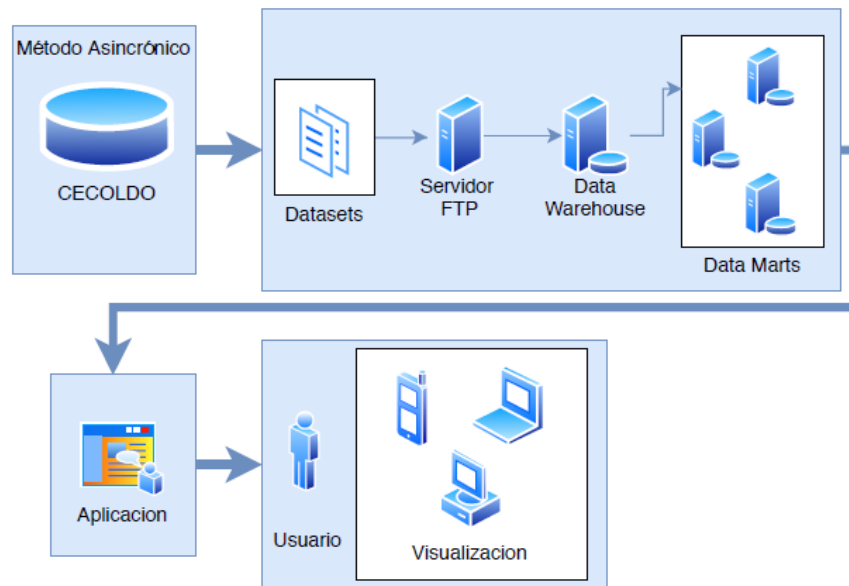 Método Asincrónico
CECOLDO
Datasets
Servidor
FTP
Data
Warehouse
Data Marts
Aplicacion
Usuario
Visualizacion